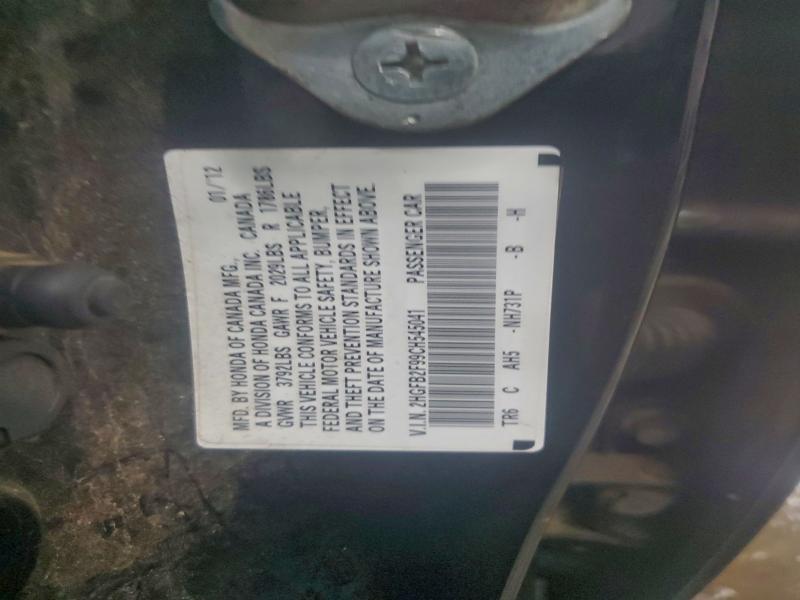 MFD. BY HONDA OF CANADA MFG., 01/12
A DIVISION OF HONDA CANADA INC. CANADA
GVWR 3792LBS GAWR F 2029LBS R 1786LBS
THIS VEHICLE CONFORMS TO ALL APPLICABLE
FEDERAL MOTOR VEHICLE SAFETY, BUMPER,
AND THEFT PREVENTION STANDARDS IN EFFECT
ON THE DATE OF MANUFACTURE SHOWN ABOVE.
V.I.N. 2HGFB2F99CH545041 PASSENGER CAR
TR6 C AH5 -NH731P -B -H